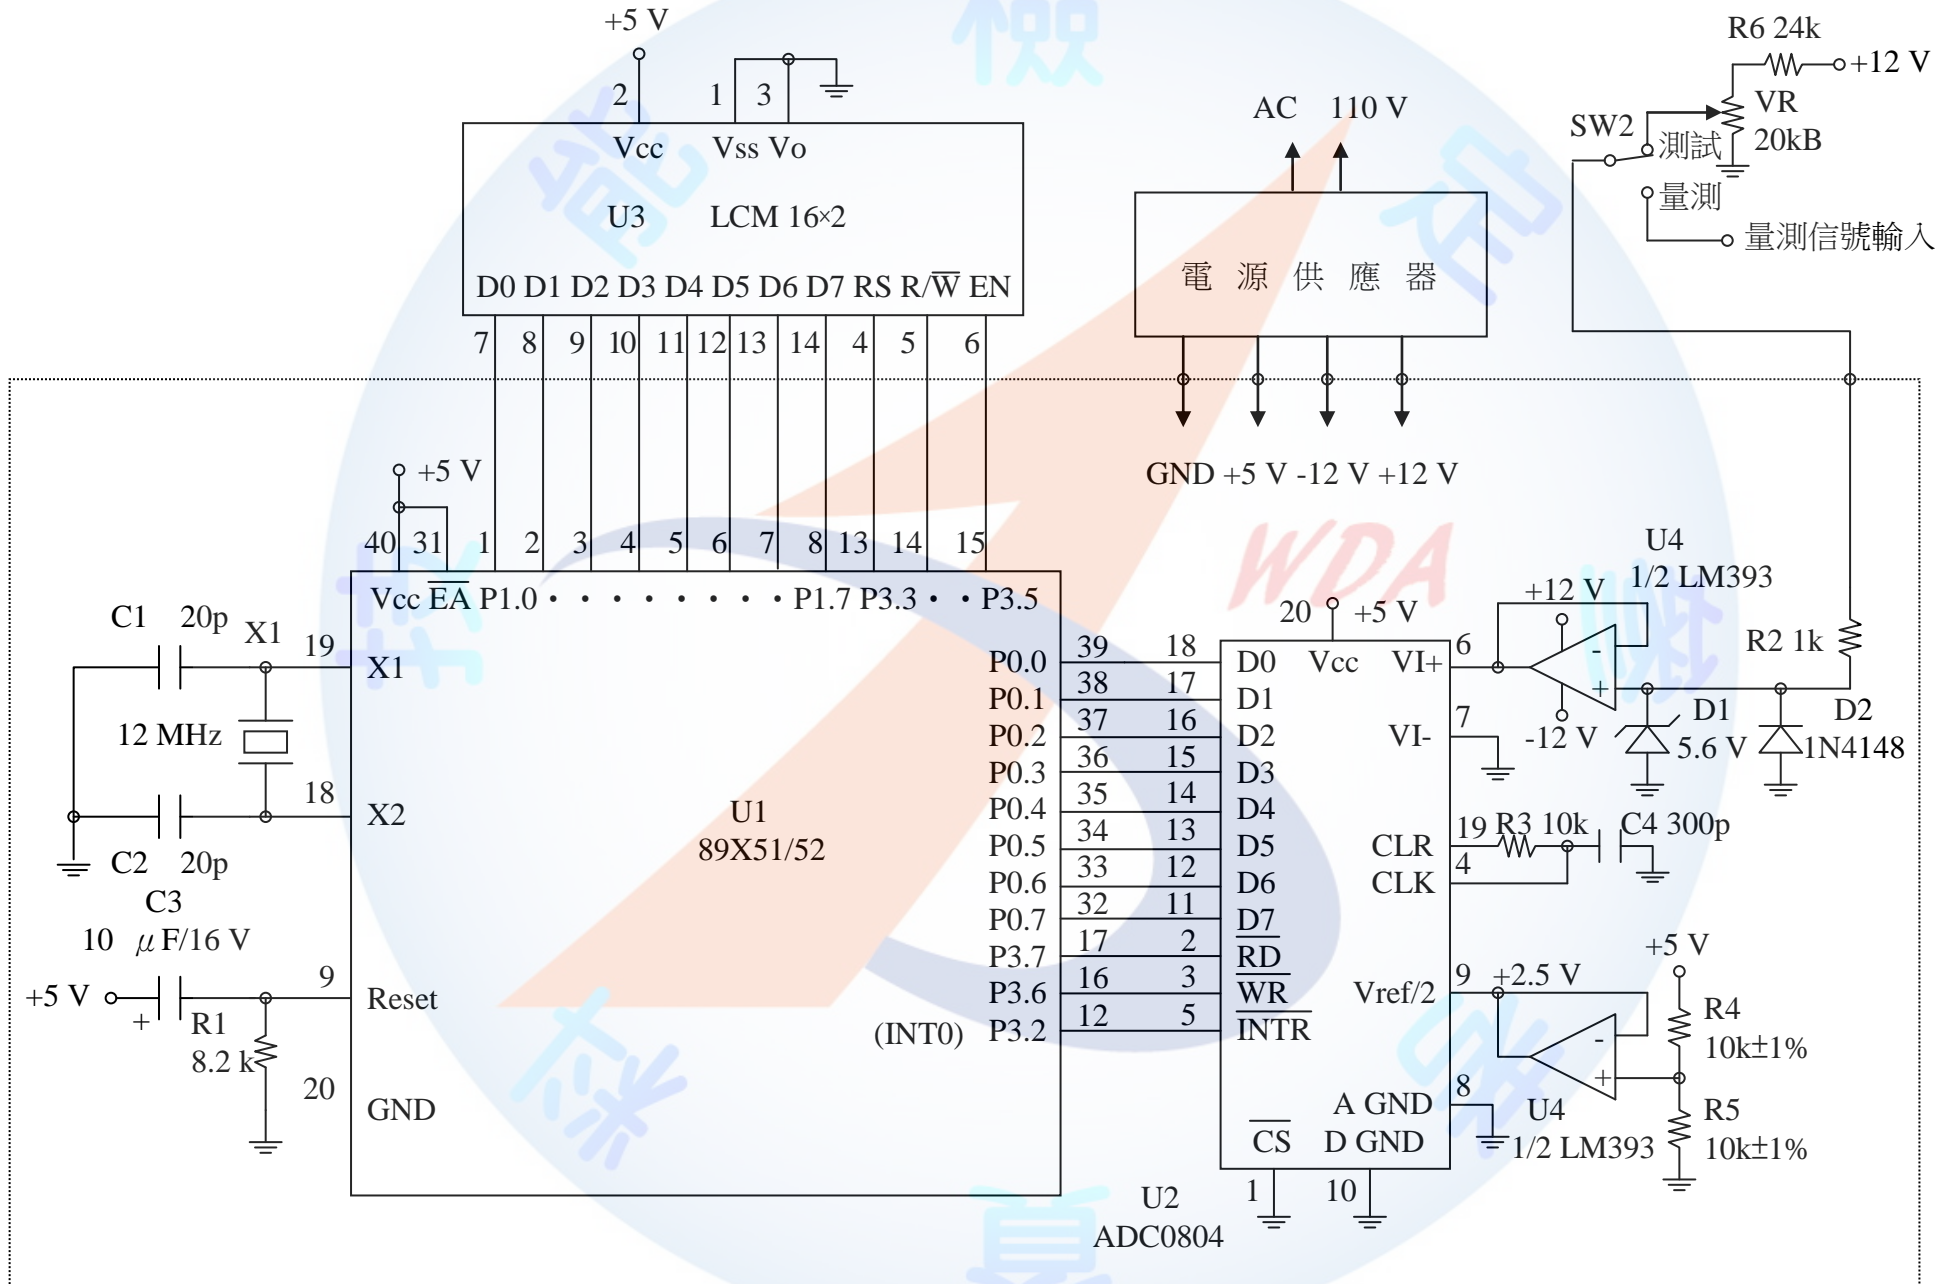 +5 V
2 1 3
Vcc Vss Vo
U3 LCM 16×2
D0 D1 D2 D3 D4 D5 D6 D7 RS R/W̅ EN
7 8 9 10 11 12 13 14 4 5 6
AC 110 V
電 源 供 應 器
GND +5 V -12 V +12 V
R6 24k
+12 V
VR
20kB
SW2
測試
量測
量測信號輸入
+5 V
40 31 1 2 3 4 5 6 7 8 13 14 15
Vcc E̅A̅ P1.0 · · · · · · · · P1.7 P3.3 · · P3.5
C1 20p X1
19
X1
12 MHz
18
X2
C2 20p
C3
10 μF/16 V
+5 V
+
9
Reset
R1
8.2 k
20
GND
U1
89X51/52
P0.0 39 18 D0
P0.1 38 17 D1
P0.2 37 16 D2
P0.3 36 15 D3
P0.4 35 14 D4
P0.5 34 13 D5
P0.6 33 12 D6
P0.7 32 11 D7
P3.7 17 2 R̅D̅
P3.6 16 3 W̅R̅
(INT0) P3.2 12 5 I̅N̅T̅R̅
20 +5 V
Vcc
VI+ 6
VI- 7
CLR 19
CLK 4
Vref/2 9
A GND 8
D GND
C̅S̅
1 10
U2
ADC0804
U4
1/2 LM393
+12 V
-
+
-12 V
R2 1k
D1
5.6 V
D2
1N4148
R3 10k
C4 300p
+2.5 V
+5 V
R4
10k±1%
-
+
U4
1/2 LM393
R5
10k±1%
WDA
技
能
檢
定
測